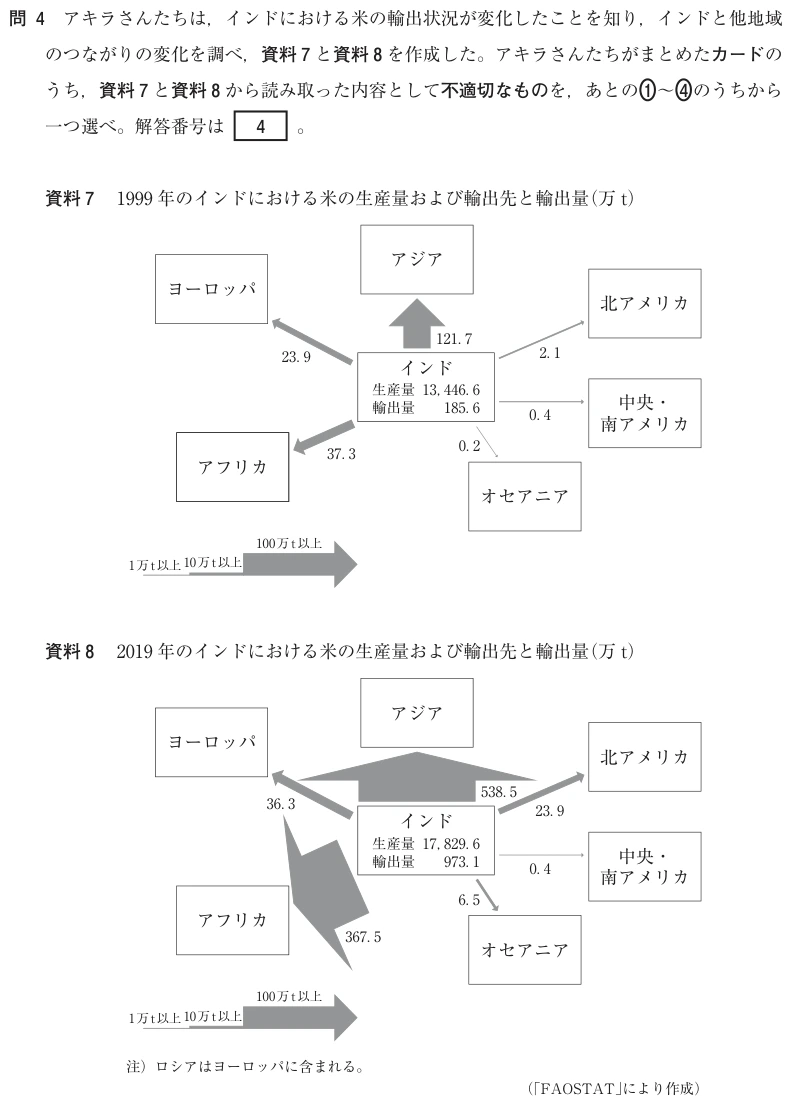 問 4 アキラさんたちは，インドにおける米の輸出状況が変化したことを知り，インドと他地域
のつながりの変化を調べ，資料7と資料8を作成した。アキラさんたちがまとめたカードの
うち，資料7と資料8から読み取った内容として不適切なものを，あとの①～④のうちから
一つ選べ。解答番号は 4 。
資料7 1999年のインドにおける米の生産量および輸出先と輸出量(万t)
アジア
ヨーロッパ
北アメリカ
121.7
23.9
2.1
インド
生産量 13,446.6
輸出量 185.6
中央・
南アメリカ
0.4
37.3
0.2
アフリカ
オセアニア
100万t以上
1万t以上 10万t以上
資料8 2019年のインドにおける米の生産量および輸出先と輸出量(万t)
アジア
ヨーロッパ
北アメリカ
538.5
36.3
23.9
インド
生産量 17,829.6
輸出量 973.1
中央・
南アメリカ
0.4
6.5
アフリカ
367.5
オセアニア
100万t以上
1万t以上 10万t以上
注）ロシアはヨーロッパに含まれる。
（「FAOSTAT」により作成）